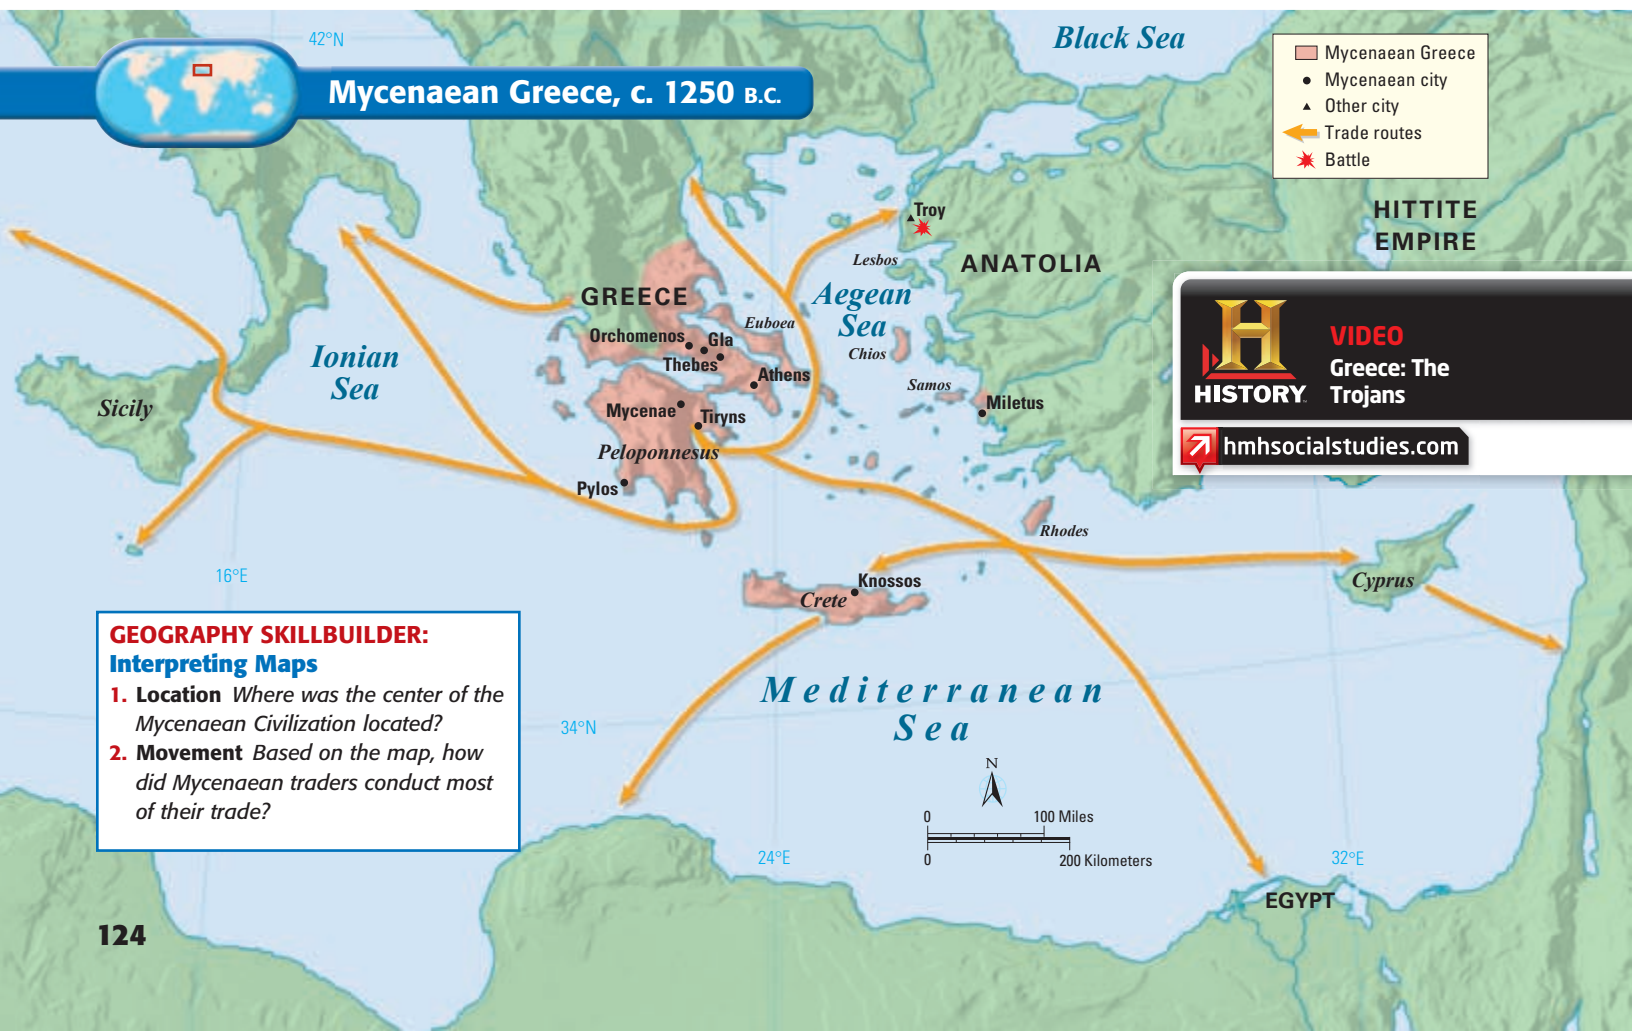 42°N
Black Sea
Mycenaean Greece, c. 1250 B.C.
Mycenaean Greece
Mycenaean city
Other city
Trade routes
Battle
HITTITE
EMPIRE
Troy
ANATOLIA
Lesbos
Aegean
Sea
GREECE
Euboea
Orchomenos
Gla
Thebes
Chios
Athens
Samos
Miletus
Ionian
Sea
Sicily
Mycenae
Tiryns
Peloponnesus
Pylos
H
HISTORY
VIDEO
Greece: The
Trojans
hmhsocialstudies.com
Rhodes
Knossos
Crete
Cyprus
16°E
GEOGRAPHY SKILLBUILDER:
Interpreting Maps
1. Location Where was the center of the
Mycenaean Civilization located?
2. Movement Based on the map, how
did Mycenaean traders conduct most
of their trade?
34°N
Mediterranean
Sea
N
0 100 Miles
0 200 Kilometers
24°E
32°E
EGYPT
124